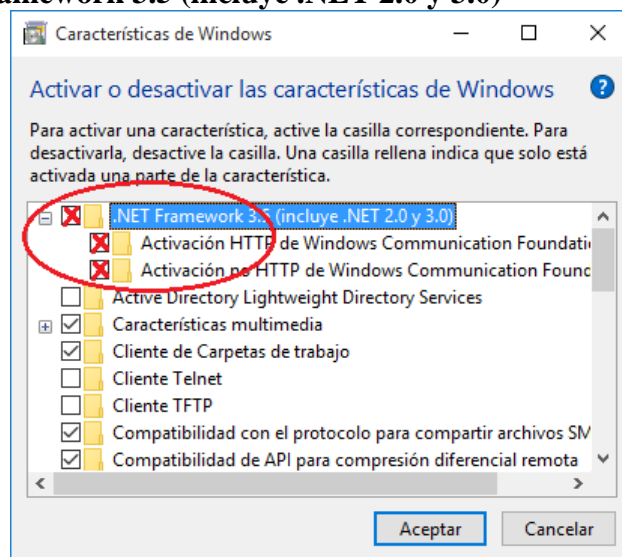 amework 3.5 (incluye .NET 2.0 y 3.0)
Características de Windows
Activar o desactivar las características de Windows
?
Para activar una característica, active la casilla correspondiente. Para
desactivarla, desactive la casilla. Una casilla rellena indica que solo está
activada una parte de la característica.
.NET Framework 3.5 (incluye .NET 2.0 y 3.0)
Activación HTTP de Windows Communication Foundati
Activación no HTTP de Windows Communication Found
Active Directory Lightweight Directory Services
Características multimedia
Cliente de Carpetas de trabajo
Cliente Telnet
Cliente TFTP
Compatibilidad con el protocolo para compartir archivos SM
Compatibilidad de API para compresión diferencial remota
Aceptar
Cancelar